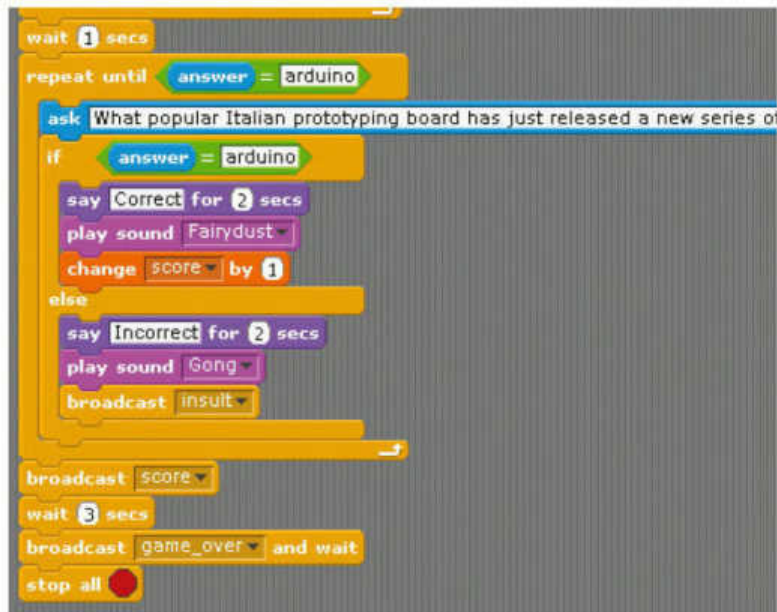 wait 1 secs
repeat until answer = arduino
ask What popular Italian prototyping board has just released a new series of
if answer = arduino
say Correct for 2 secs
play sound Fairydust
change score by 1
else
say Incorrect for 2 secs
play sound Gong
broadcast insult
broadcast score
wait 3 secs
broadcast game_over and wait
stop all